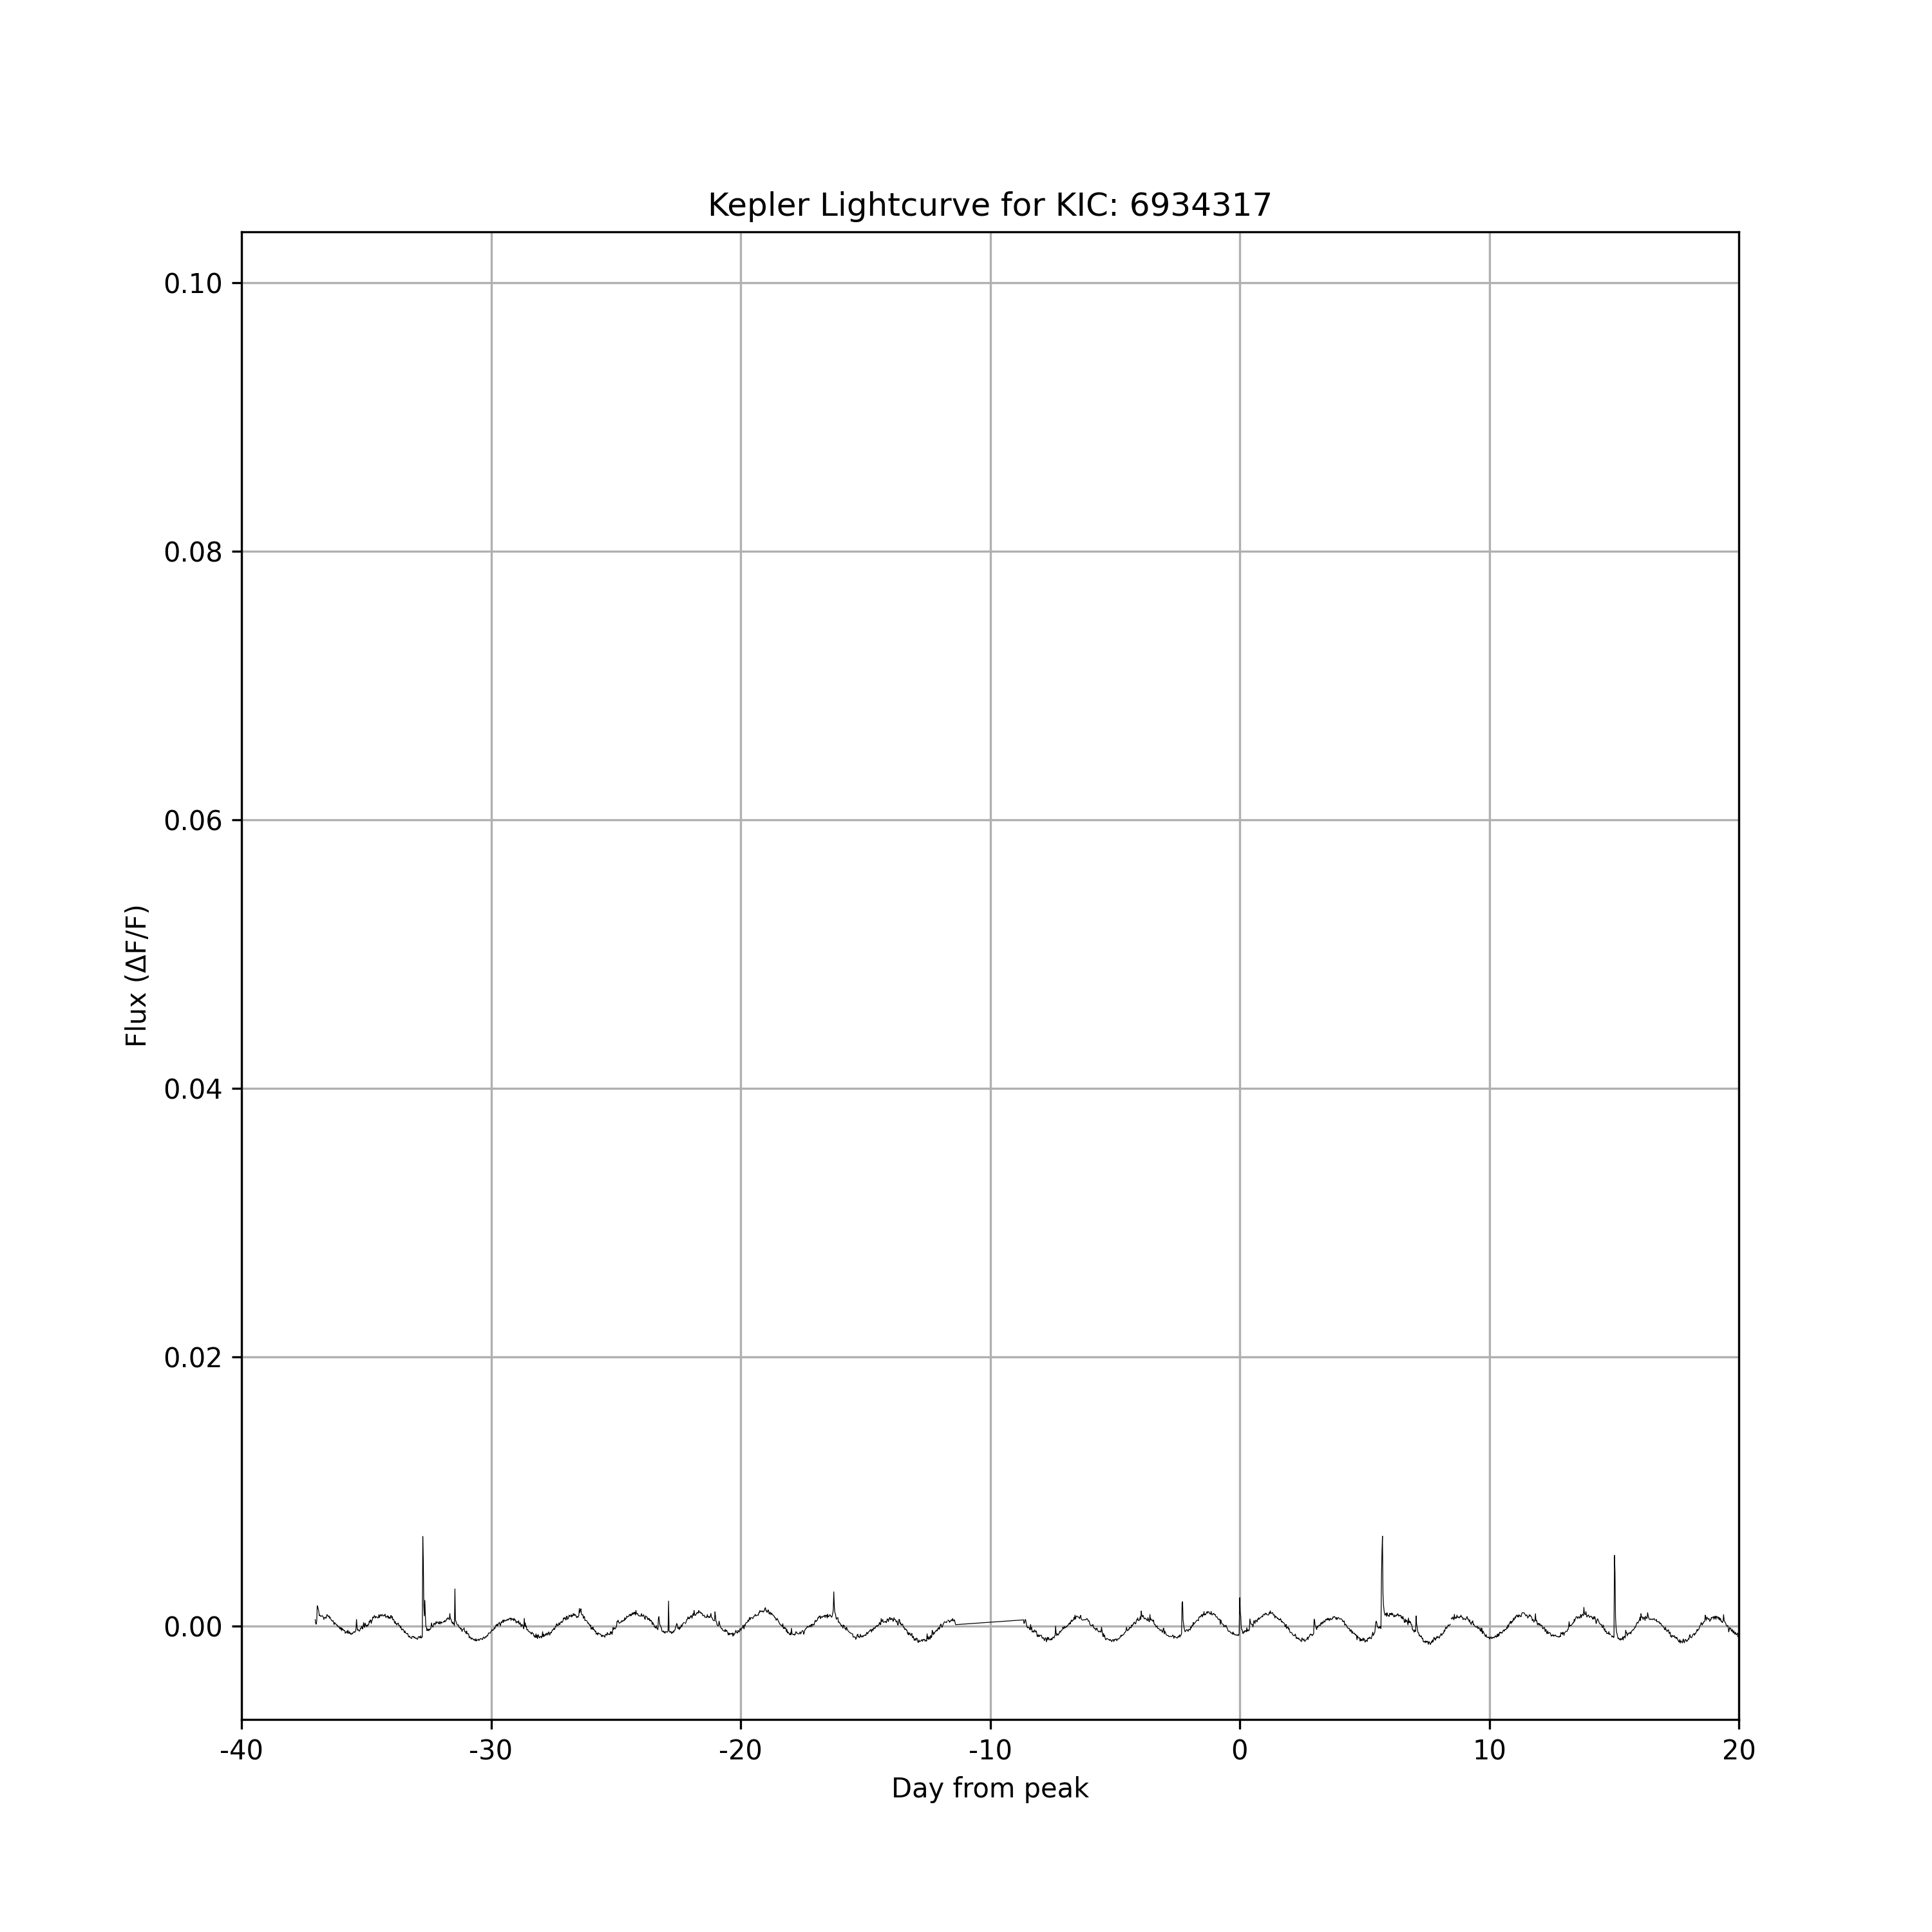 Kepler Lightcurve for KIC: 6934317
0.10
0.08
0.06
0.04
0.02
0.00
Flux (ΔF/F)
-40 -30 -20 -10 0 10 20
Day from peak